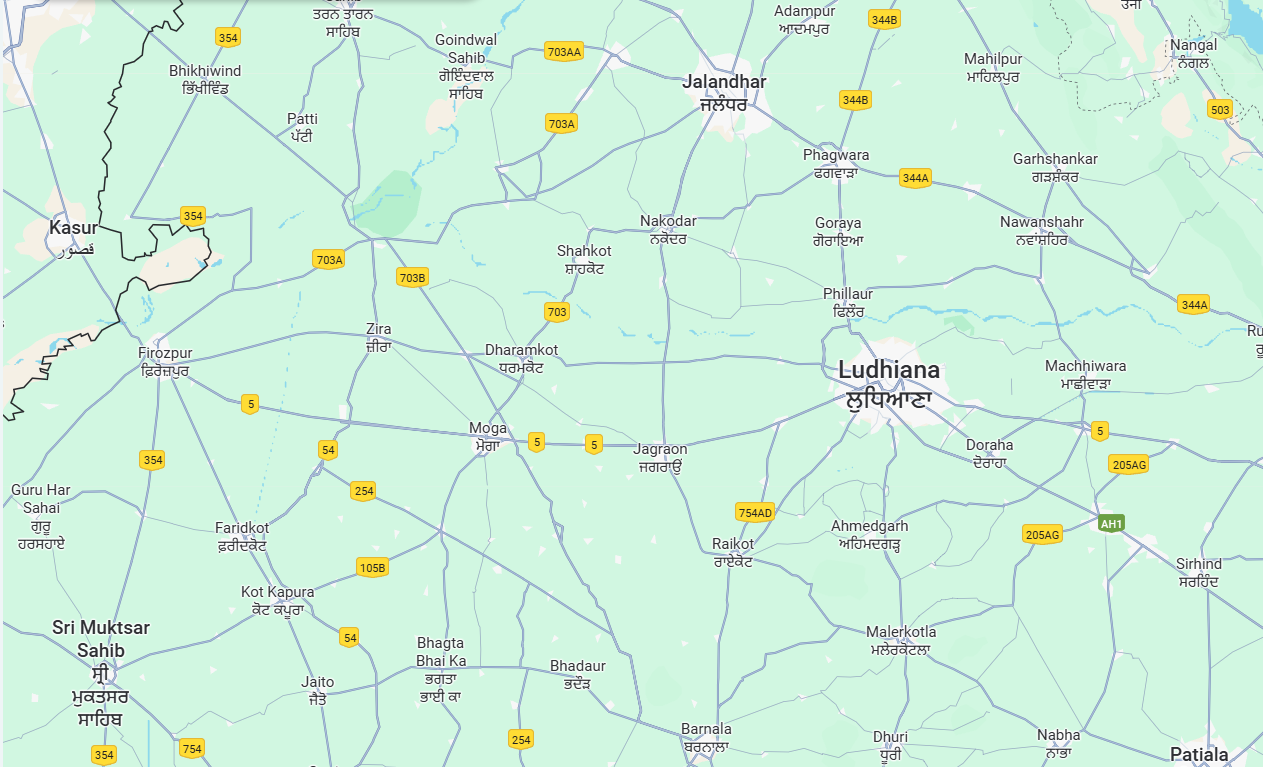 ਤਰਨ ਤਾਰਨ
ਸਾਹਿਬ
Adampur
ਆਦਮਪੁਰ
344B
354
Goindwal
Sahib
ਗੋਇੰਦਵਾਲ
ਸਾਹਿਬ
703AA
Mahilpur
ਮਾਹਿਲਪੁਰ
Nangal
ਨੰਗਲ
Bhikhiwind
ਭਿੱਖੀਵਿੰਡ
Jalandhar
ਜਲੰਧਰ
344B
503
Patti
ਪੱਟੀ
703A
Phagwara
ਫਗਵਾੜਾ
344A
Garhshankar
ਗੜ੍ਹਸ਼ੰਕਰ
354
Kasur
قصور
Nakodar
ਨਕੋਦਰ
Goraya
ਗੋਰਾਇਆ
Nawanshahr
ਨਵਾਂਸ਼ਹਿਰ
703A
703B
Shahkot
ਸ਼ਾਹਕੋਟ
703
Phillaur
ਫਿਲੌਰ
344A
Zira
ਜ਼ੀਰਾ
Firozpur
ਫ਼ਿਰੋਜ਼ਪੁਰ
Dharamkot
ਧਰਮਕੋਟ
Ludhiana
ਲੁਧਿਆਣਾ
Machhiwara
ਮਾਛੀਵਾੜਾ
5
Moga
ਮੋਗਾ
5
5
Jagraon
ਜਗਰਾਉਂ
5
Doraha
ਦੋਰਾਹਾ
205AG
354
54
254
Guru Har
Sahai
ਗੁਰੂ
ਹਰਸਹਾਏ
754AD
AH1
Faridkot
ਫ਼ਰੀਦਕੋਟ
Raikot
ਰਾਏਕੋਟ
Ahmedgarh
ਅਹਿਮਦਗੜ੍ਹ
205AG
105B
Sirhind
ਸਰਹਿੰਦ
Kot Kapura
ਕੋਟ ਕਪੂਰਾ
Sri Muktsar
Sahib
ਸ੍ਰੀ
ਮੁਕਤਸਰ
ਸਾਹਿਬ
54
Bhagta
Bhai Ka
ਭਗਤਾ
ਭਾਈ ਕਾ
Malerkotla
ਮਲੇਰਕੋਟਲਾ
Jaito
ਜੈਤੋ
Bhadaur
ਭਦੌੜ
354
754
254
Barnala
ਬਰਨਾਲਾ
Dhuri
ਧੂਰੀ
Nabha
ਨਾਭਾ
Patiala